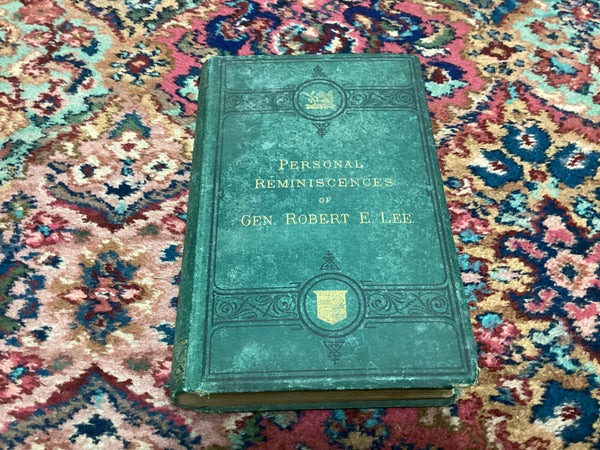 PERSONAL
REMINISCENCES
OF
GEN. ROBERT E. LEE.